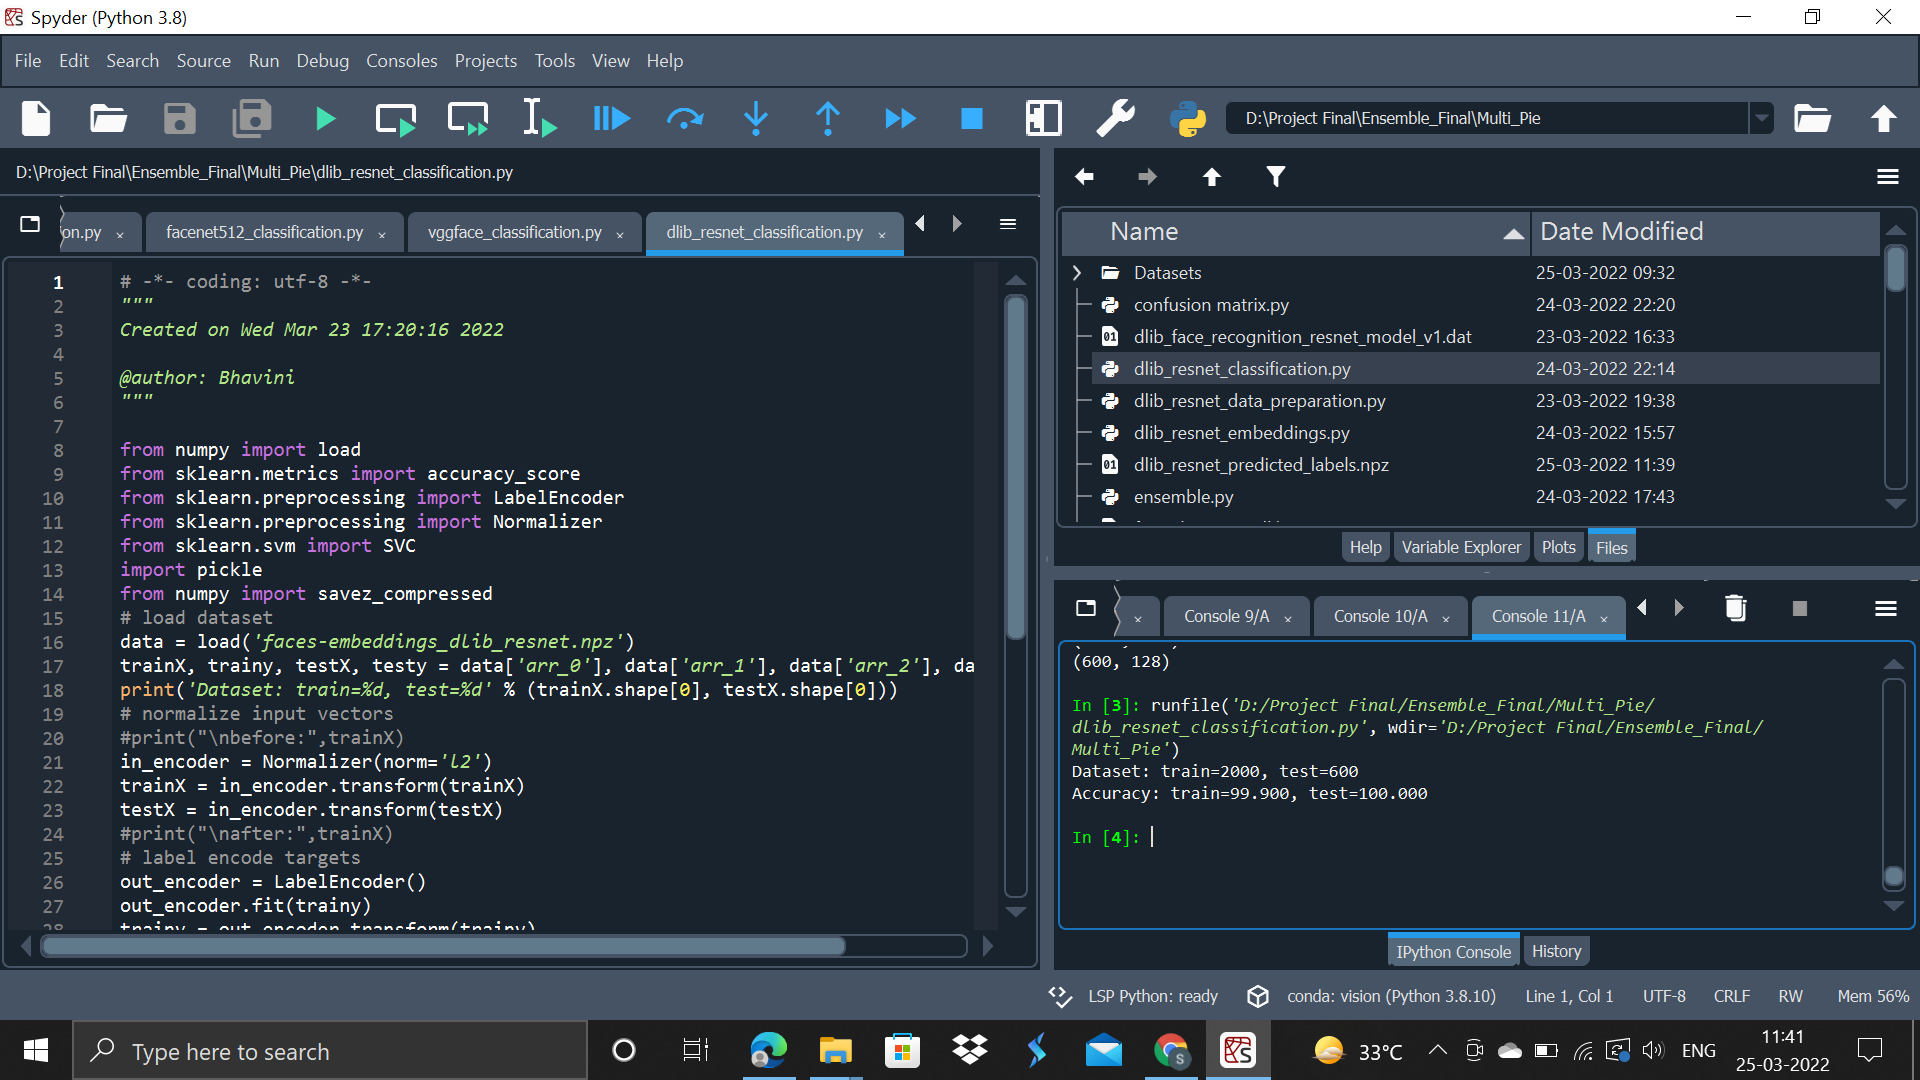 Spyder (Python 3.8)
File Edit Search Source Run Debug Consoles Projects Tools View Help
D:\Project Final\Ensemble_Final\Multi_Pie
D:\Project Final\Ensemble_Final\Multi_Pie\dlib_resnet_classification.py
on.py facenet512_classification.py vggface_classification.py dlib_resnet_classification.py
1 # -*- coding: utf-8 -*-
2 """
3 Created on Wed Mar 23 17:20:16 2022
4
5 @author: Bhavini
6 """
7
8 from numpy import load
9 from sklearn.metrics import accuracy_score
10 from sklearn.preprocessing import LabelEncoder
11 from sklearn.preprocessing import Normalizer
12 from sklearn.svm import SVC
13 import pickle
14 from numpy import savez_compressed
15 # load dataset
16 data = load('faces-embeddings_dlib_resnet.npz')
17 trainX, trainy, testX, testy = data['arr_0'], data['arr_1'], data['arr_2'], da
18 print('Dataset: train=%d, test=%d' % (trainX.shape[0], testX.shape[0]))
19 # normalize input vectors
20 #print("\nbefore:",trainX)
21 in_encoder = Normalizer(norm='l2')
22 trainX = in_encoder.transform(trainX)
23 testX = in_encoder.transform(testX)
24 #print("\nafter:",trainX)
25 # label encode targets
26 out_encoder = LabelEncoder()
27 out_encoder.fit(trainy)
28 trainy = out_encoder.transform(trainy)
Name Date Modified
Datasets 25-03-2022 09:32
confusion matrix.py 24-03-2022 22:20
dlib_face_recognition_resnet_model_v1.dat 23-03-2022 16:33
dlib_resnet_classification.py 24-03-2022 22:14
dlib_resnet_data_preparation.py 23-03-2022 19:38
dlib_resnet_embeddings.py 24-03-2022 15:57
dlib_resnet_predicted_labels.npz 25-03-2022 11:39
ensemble.py 24-03-2022 17:43
Help Variable Explorer Plots Files
Console 9/A Console 10/A Console 11/A
(600, 128)
In [3]: runfile('D:/Project Final/Ensemble_Final/Multi_Pie/
dlib_resnet_classification.py', wdir='D:/Project Final/Ensemble_Final/
Multi_Pie')
Dataset: train=2000, test=600
Accuracy: train=99.900, test=100.000
In [4]:
IPython Console History
LSP Python: ready conda: vision (Python 3.8.10) Line 1, Col 1 UTF-8 CRLF RW Mem 56%
Type here to search
33°C ENG
11:41
25-03-2022